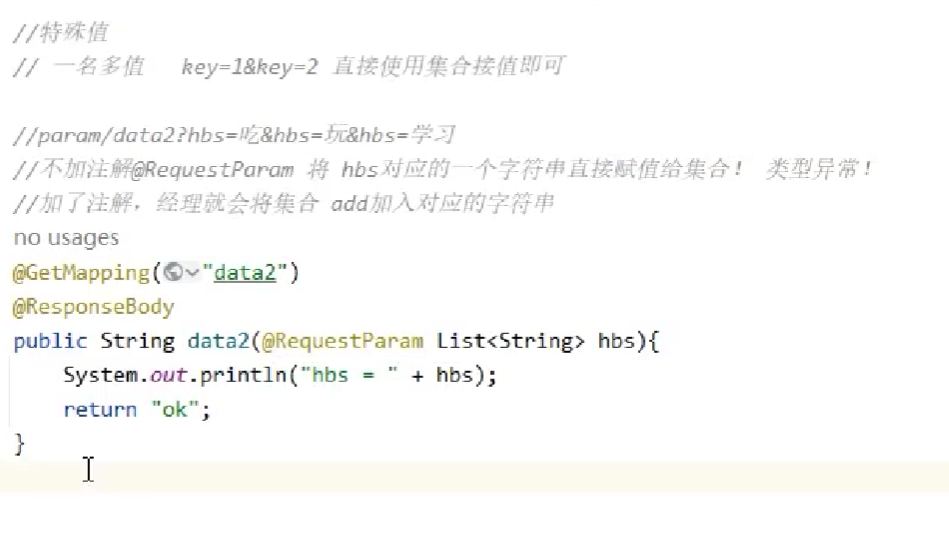 //特殊值
// 一名多值 key=1&key=2 直接使用集合接值即可
//param/data2?hbs=吃&hbs=玩&hbs=学习
//不加注解@RequestParam 将 hbs对应的一个字符串直接赋值给集合! 类型异常!
//加了注解, 经理就会将集合 add加入对应的字符串
no usages
@GetMapping("data2")
@ResponseBody
public String data2(@RequestParam List<String> hbs){
System.out.println("hbs = " + hbs);
return "ok";
}